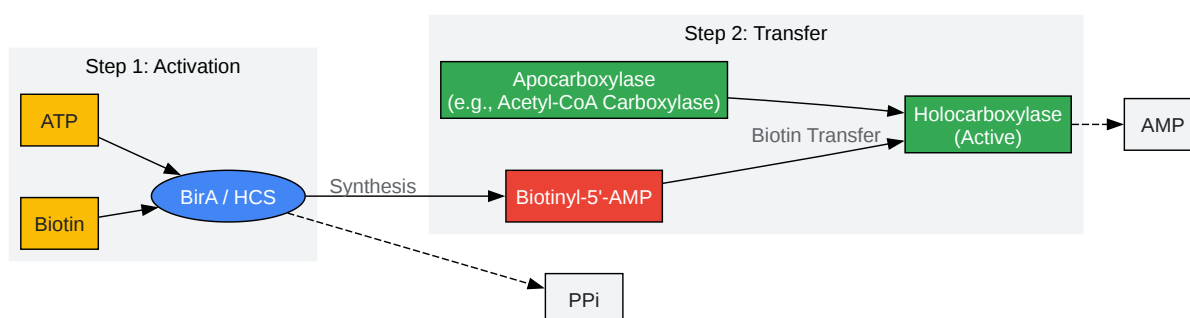 Step 1: Activation
ATP
Biotin
BirA / HCS
Synthesis
PPi
Step 2: Transfer
Apocarboxylase
(e.g., Acetyl-CoA Carboxylase)
Biotinyl-5'-AMP
Biotin Transfer
Holocarboxylase
(Active)
AMP